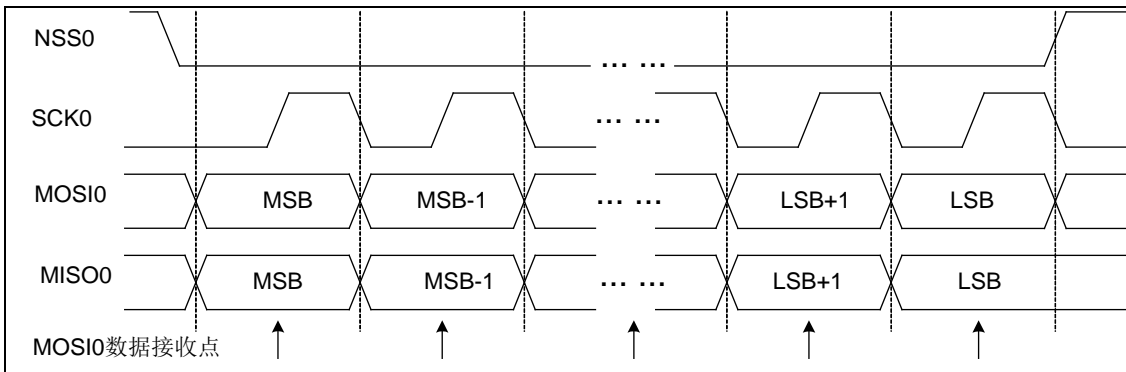 NSS0
... ...
SCK0
... ...
MOSI0 MSB MSB-1 ... ... LSB+1 LSB
MISO0 MSB MSB-1 ... ... LSB+1 LSB
MOSI0数据接收点